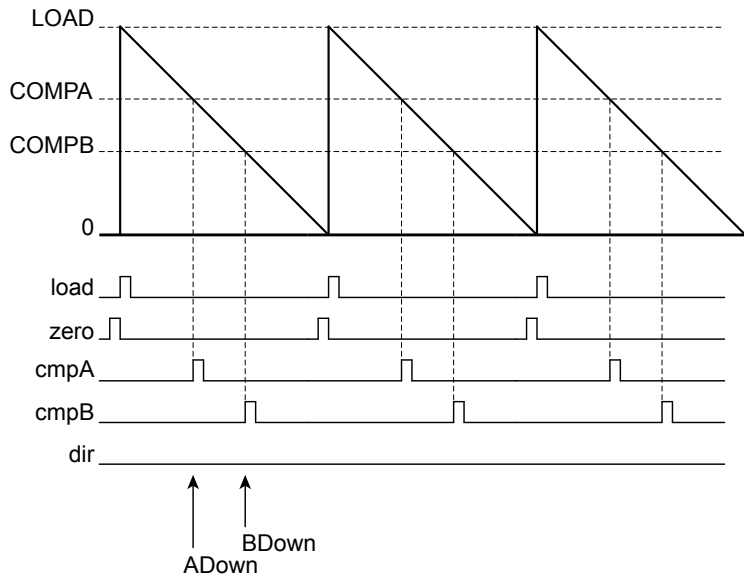 LOAD
COMPA
COMPB
0
load
zero
cmpA
cmpB
dir
BDown
ADown